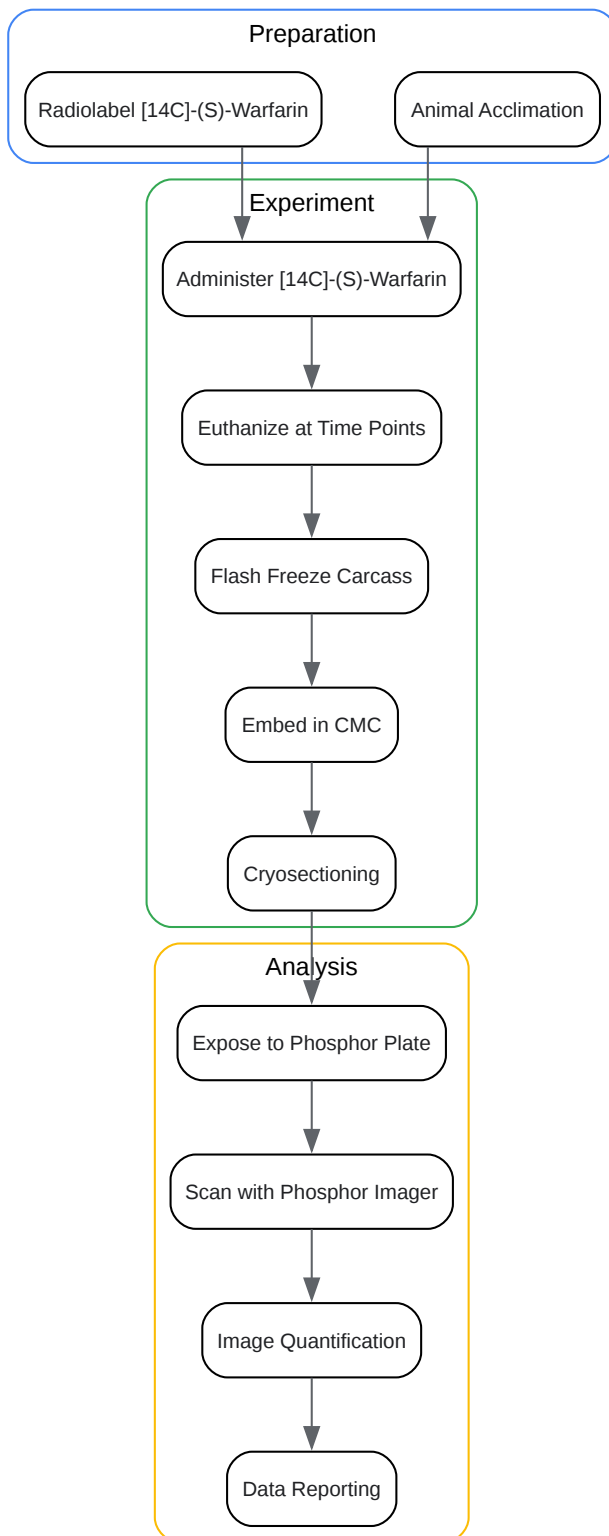 Preparation
Radiolabel [14C]-(S)-Warfarin
Animal Acclimation
Experiment
Administer [14C]-(S)-Warfarin
Euthanize at Time Points
Flash Freeze Carcass
Embed in CMC
Cryosectioning
Analysis
Expose to Phosphor Plate
Scan with Phosphor Imager
Image Quantification
Data Reporting